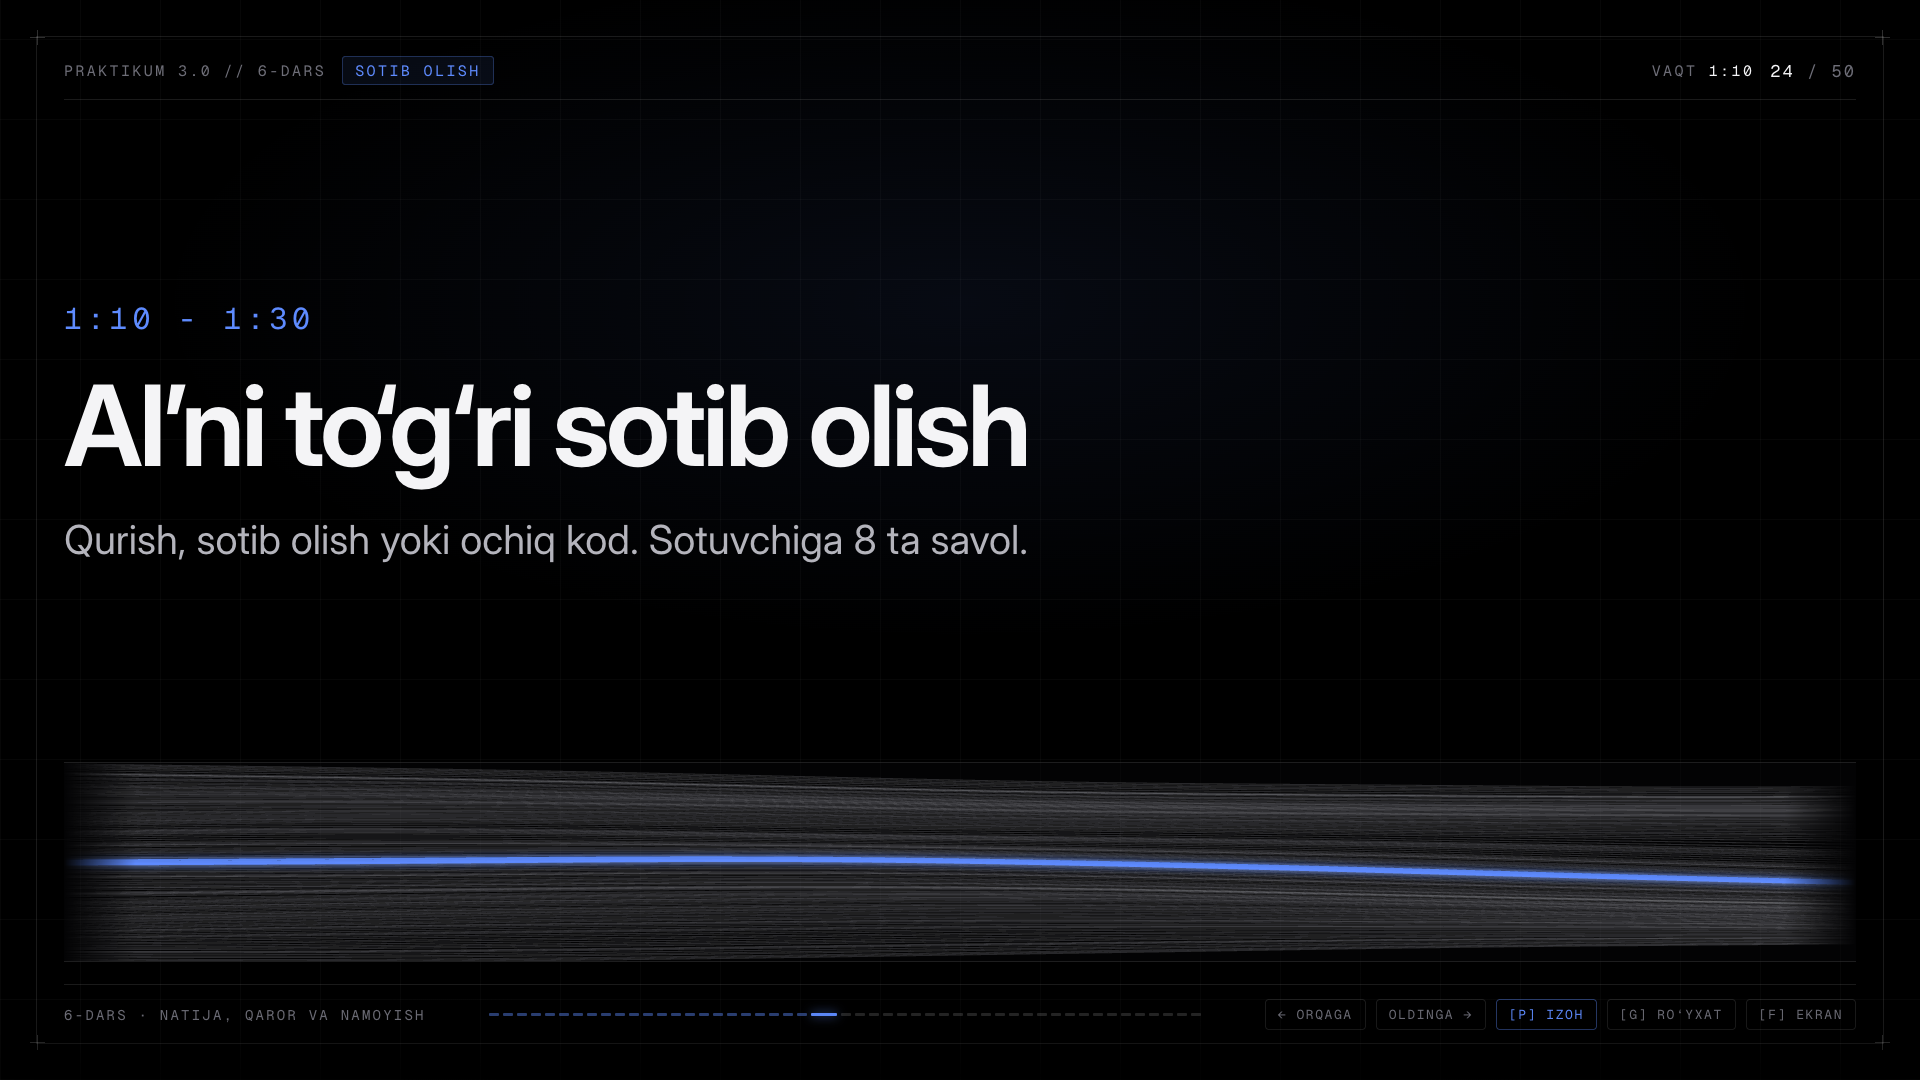 PRAKTIKUM 3.0 // 6-DARS SOTIB OLISH VAQT 1:10 24 / 50
1:10 - 1:30
AI’ni to‘g‘ri sotib olish
Qurish, sotib olish yoki ochiq kod. Sotuvchiga 8 ta savol.
6-DARS · NATIJA, QAROR VA NAMOYISH ← ORQAGA OLDINGA → [P] IZOH [G] RO‘YXAT [F] EKRAN